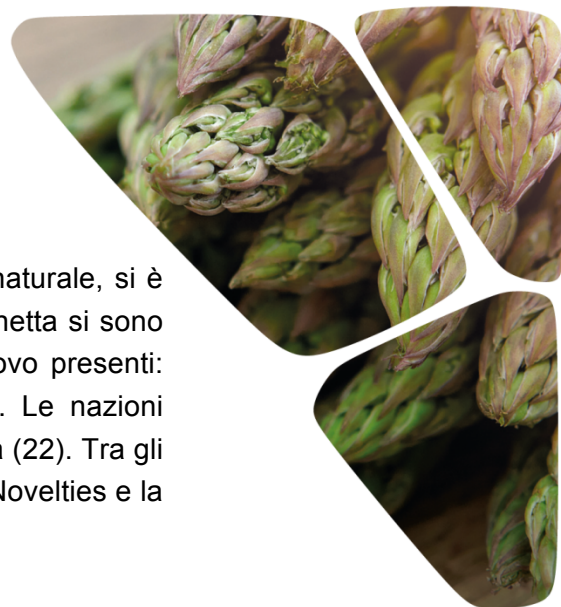 naturale, si è
netta si sono
ovo presenti:
. Le nazioni
(22). Tra gli
Novelties e la